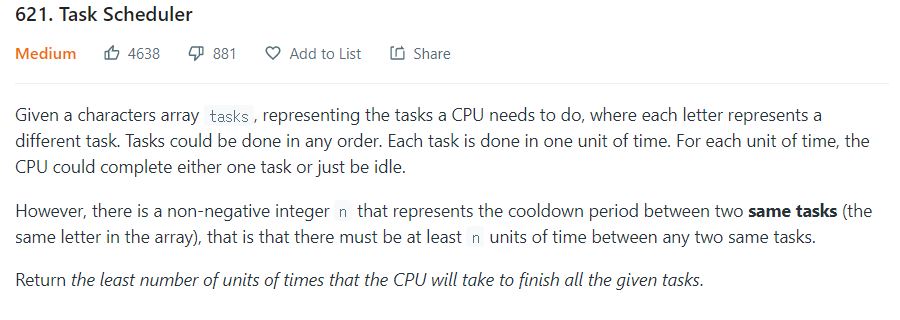 621. Task Scheduler
Medium 4638 881 Add to List Share
Given a characters array tasks , representing the tasks a CPU needs to do, where each letter represents a
different task. Tasks could be done in any order. Each task is done in one unit of time. For each unit of time, the
CPU could complete either one task or just be idle.
However, there is a non-negative integer n that represents the cooldown period between two same tasks (the
same letter in the array), that is that there must be at least n units of time between any two same tasks.
Return the least number of units of times that the CPU will take to finish all the given tasks.